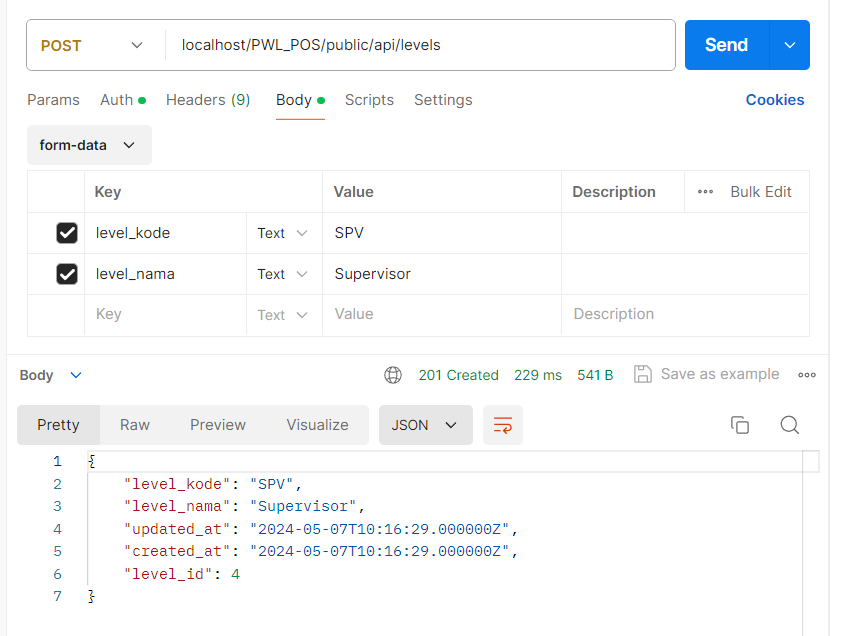 POST localhost/PWL_POS/public/api/levels Send
Params Auth Headers (9) Body Scripts Settings Cookies
form-data
Key Value Description ••• Bulk Edit
level_kode Text SPV
level_nama Text Supervisor
Key Text Value Description
Body 201 Created 229 ms 541 B Save as example
Pretty Raw Preview Visualize JSON
1 {
2 "level_kode": "SPV",
3 "level_nama": "Supervisor",
4 "updated_at": "2024-05-07T10:16:29.000000Z",
5 "created_at": "2024-05-07T10:16:29.000000Z",
6 "level_id": 4
7 }